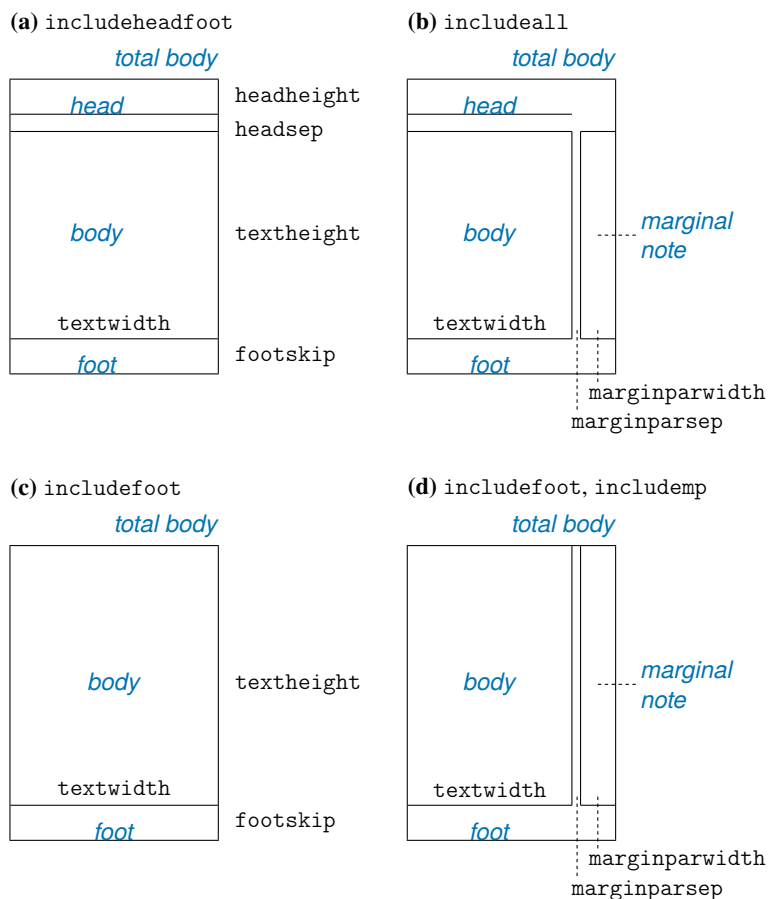 (a) includeheadfoot
total body
head
headheight
headsep
body
textheight
textwidth
foot
footskip
(b) includeall
total body
head
body
marginal
note
textwidth
foot
marginparwidth
marginparsep
(c) includefoot
total body
body
textheight
textwidth
foot
footskip
(d) includefoot, includemp
total body
body
marginal
note
textwidth
foot
marginparwidth
marginparsep